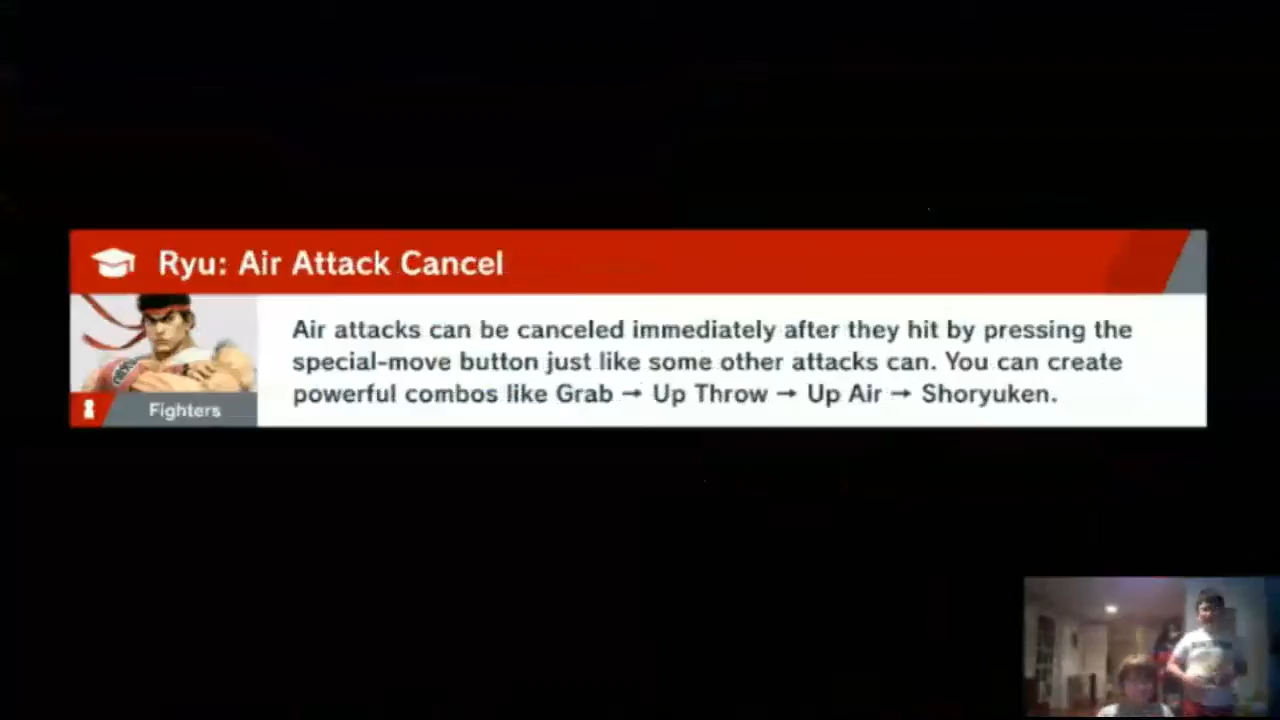 Ryu: Air Attack Cancel
Air attacks can be canceled immediately after they hit by pressing the
special-move button just like some other attacks can. You can create
powerful combos like Grab → Up Throw → Up Air → Shoryuken.
Fighters